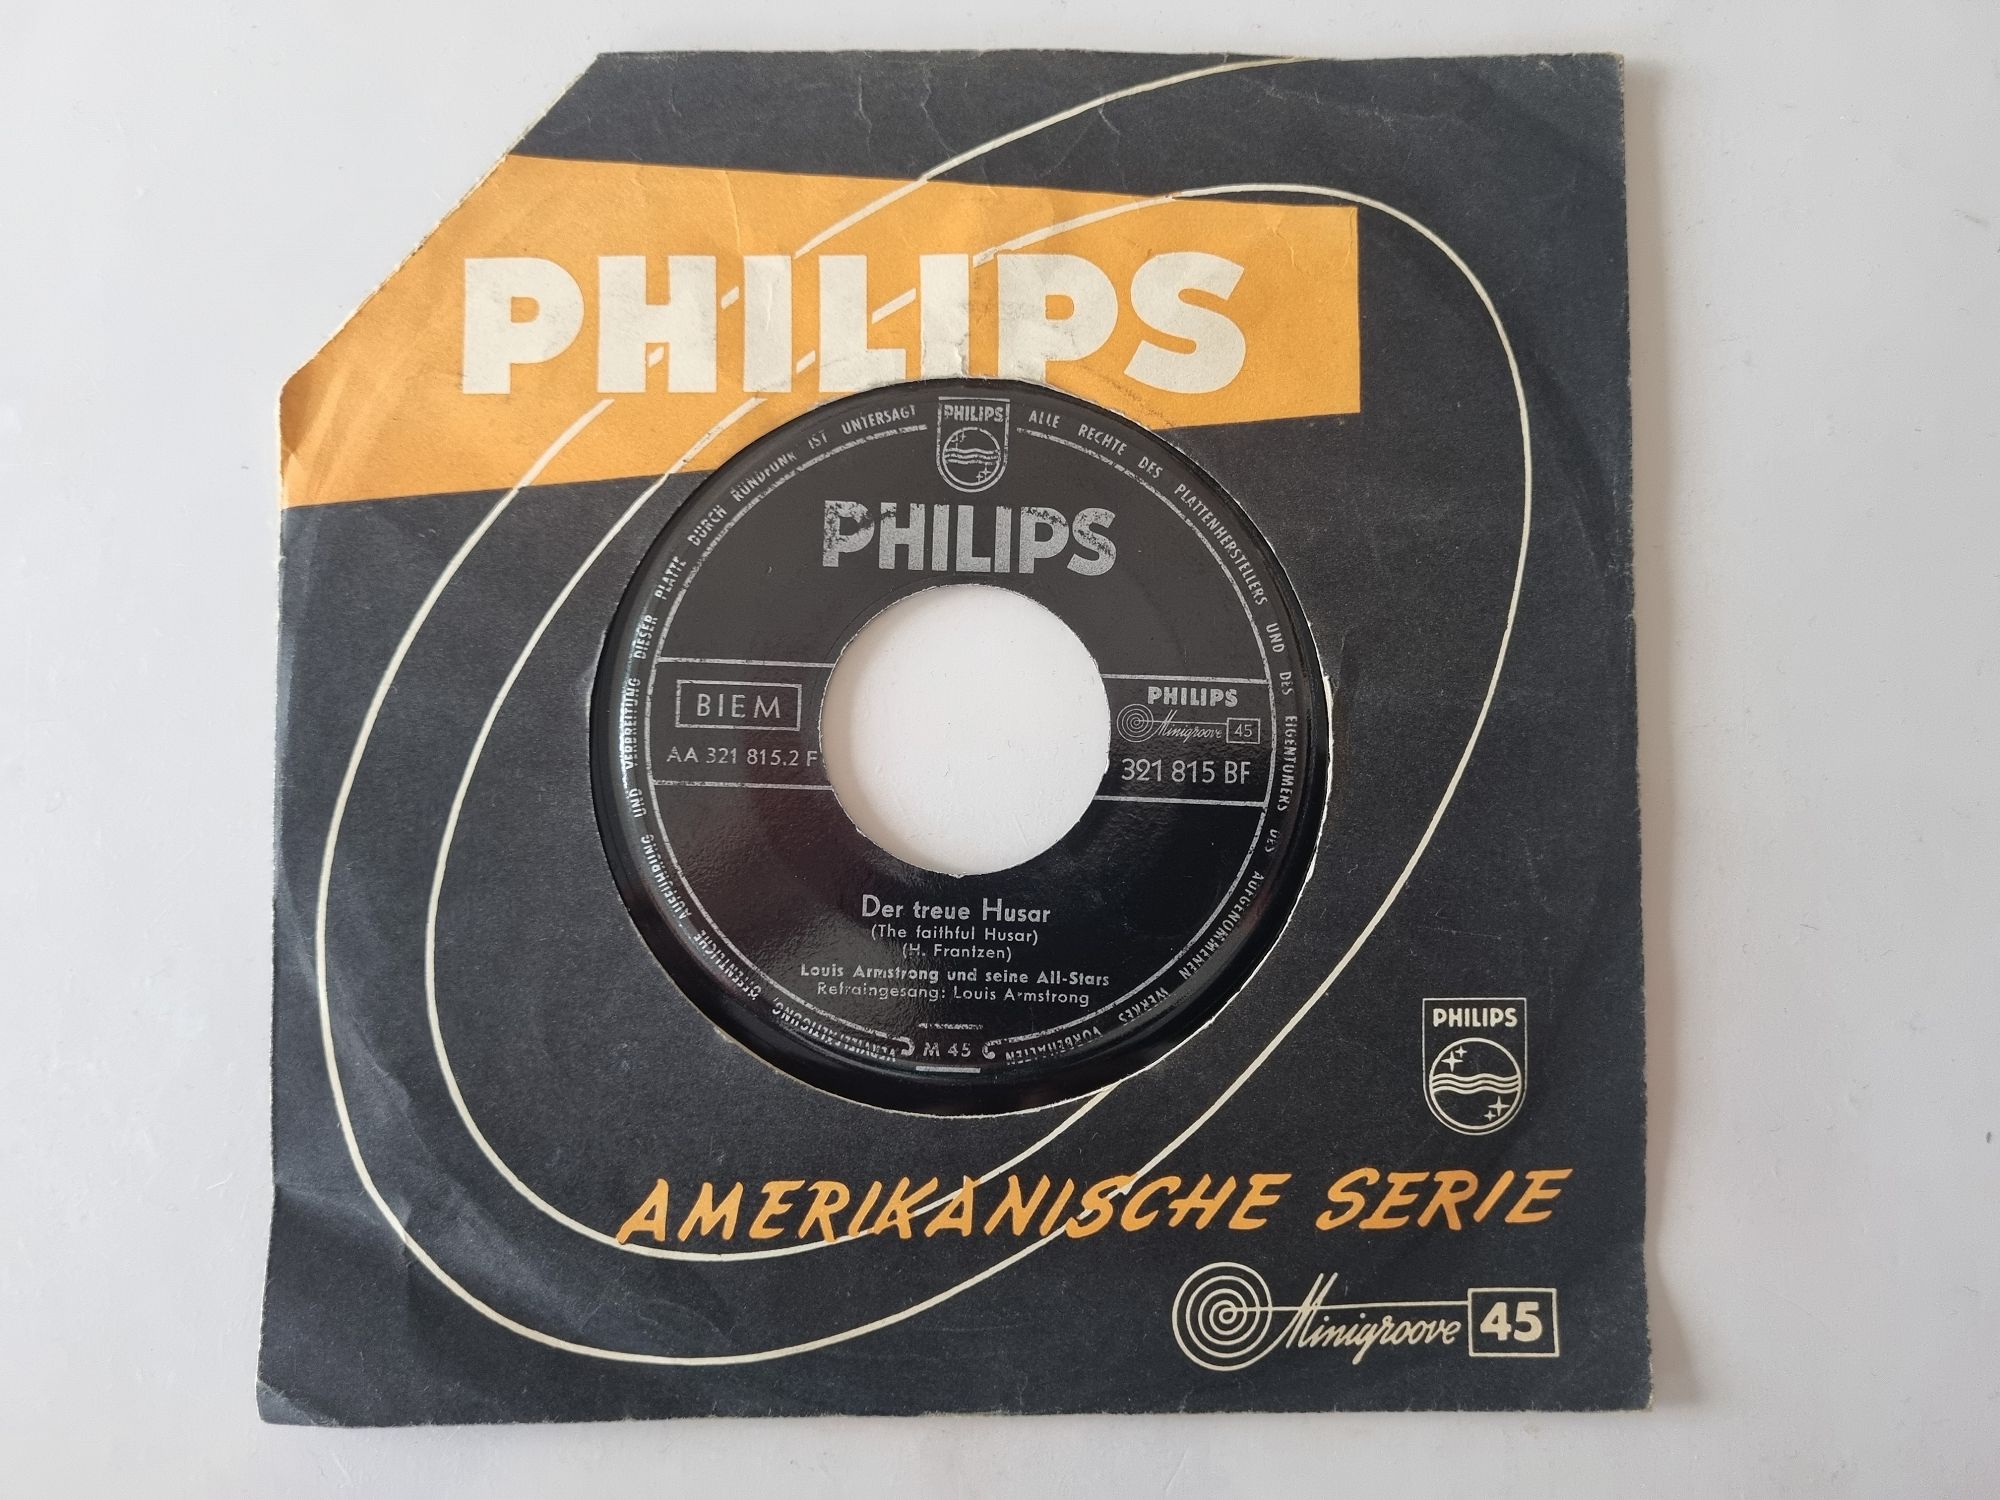 PHILIPS
PHILIPS
ALLE RECHTE DES PLATTENHERSTELLERS UND DES EIGENTÜMERS DES AUFGENOMMENEN WERKES VORBEHALTEN
VERVIELFÄLTIGUNG, ÖFFENTLICHE AUFFÜHRUNG UND VERBREITUNG DIESER PLATTE DURCH RUNDFUNK IST UNTERSAGT
PHILIPS
BIEM
AA 321 815.2 F
PHILIPS
Minigroove 45
321 815 BF
Der treue Husar
(The faithful Husar)
(H. Frantzen)
Louis Armstrong und seine All-Stars
Refraingesang: Louis Armstrong
M 45
PHILIPS
AMERIKANISCHE SERIE
Minigroove 45